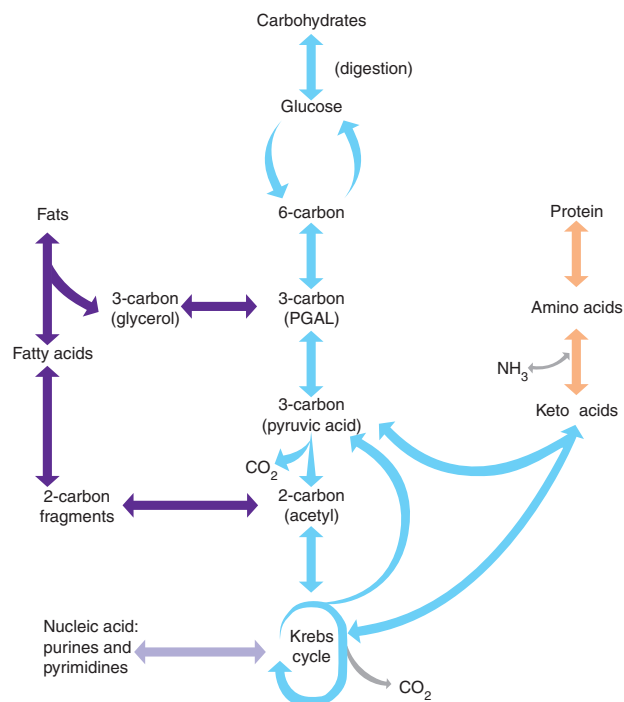 Carbohydrates
(digestion)
Glucose
6-carbon
Fats
Protein
3-carbon
(glycerol)
3-carbon
(PGAL)
Amino acids
Fatty acids
NH3
3-carbon
(pyruvic acid)
Keto acids
CO2
2-carbon
fragments
2-carbon
(acetyl)
Nucleic acid:
purines and
pyrimidines
Krebs
cycle
CO2